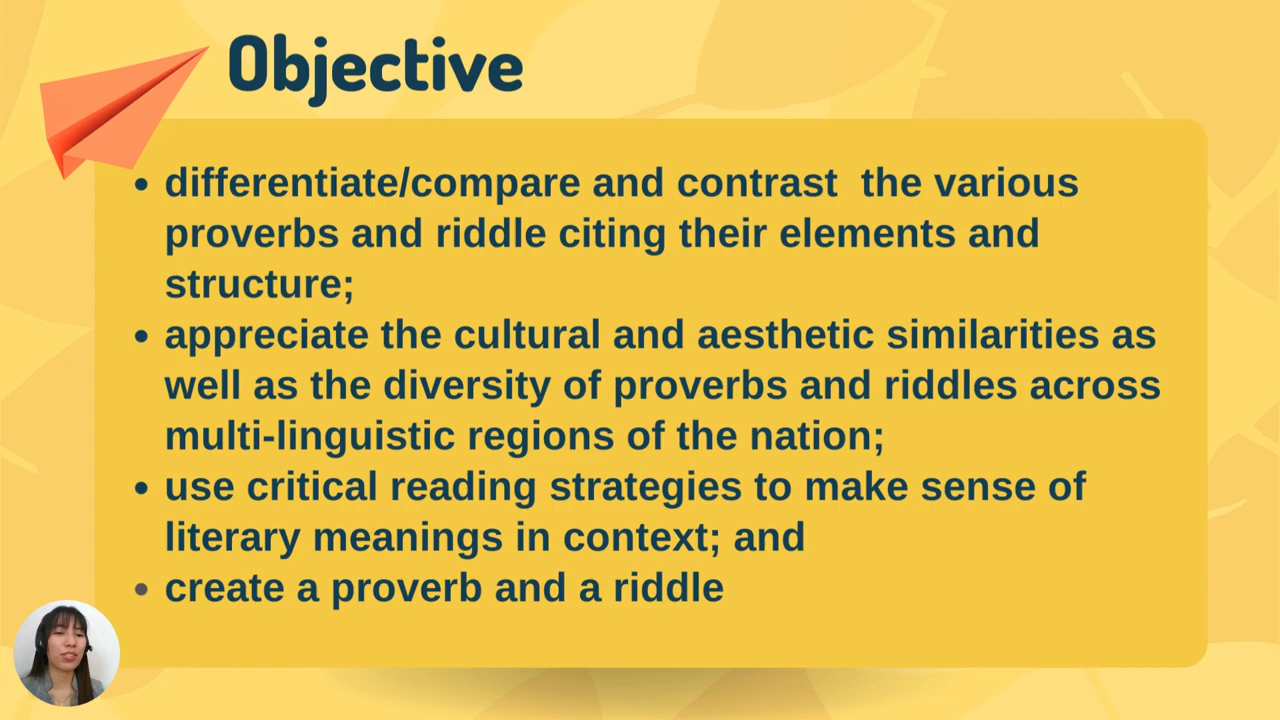 Objective
• differentiate/compare and contrast  the various
proverbs and riddle citing their elements and
structure;
• appreciate the cultural and aesthetic similarities as
well as the diversity of proverbs and riddles across
multi-linguistic regions of the nation;
• use critical reading strategies to make sense of
literary meanings in context; and
• create a proverb and a riddle